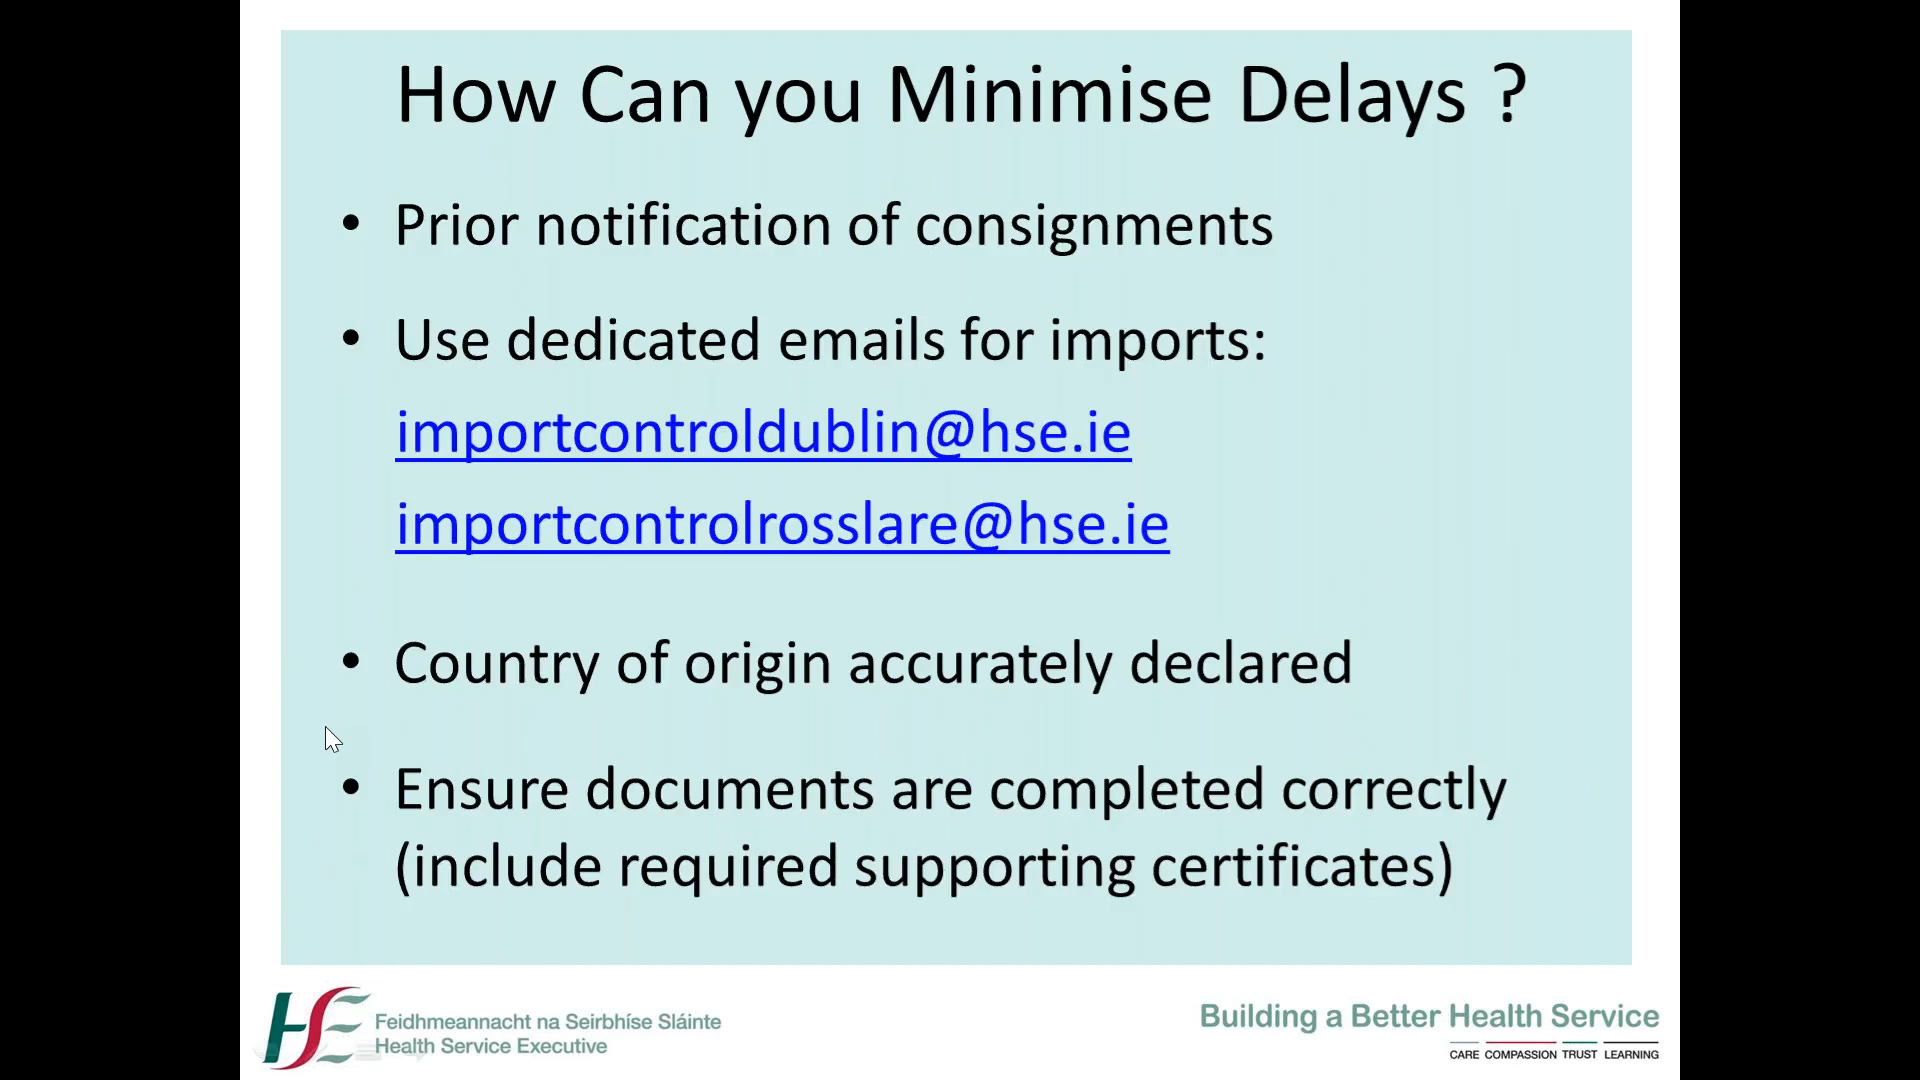 How Can you Minimise Delays ?
• Prior notification of consignments
• Use dedicated emails for imports:
importcontroldublin@hse.ie
importcontrolrosslare@hse.ie
• Country of origin accurately declared
• Ensure documents are completed correctly
(include required supporting certificates)
HSE
Feidhmeannacht na Seirbhíse Sláinte
Health Service Executive
Building a Better Health Service
CARE COMPASSION TRUST LEARNING